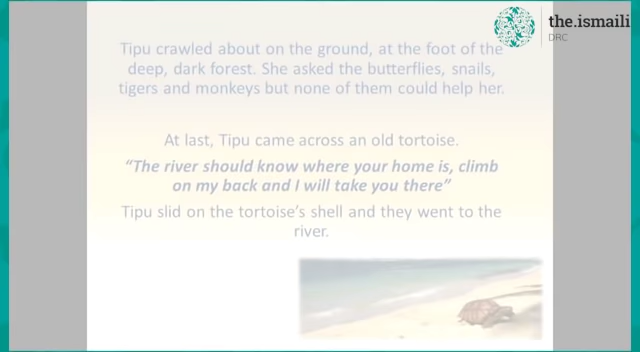 the.ismaili
DRC
Tipu crawled about on the ground, at the foot of the
deep, dark forest. She asked the butterflies, snails,
tigers and monkeys but none of them could help her.
At last, Tipu came across an old tortoise.
“The river should know where your home is, climb
on my back and I will take you there”
Tipu slid on the tortoise’s shell and they went to the
river.